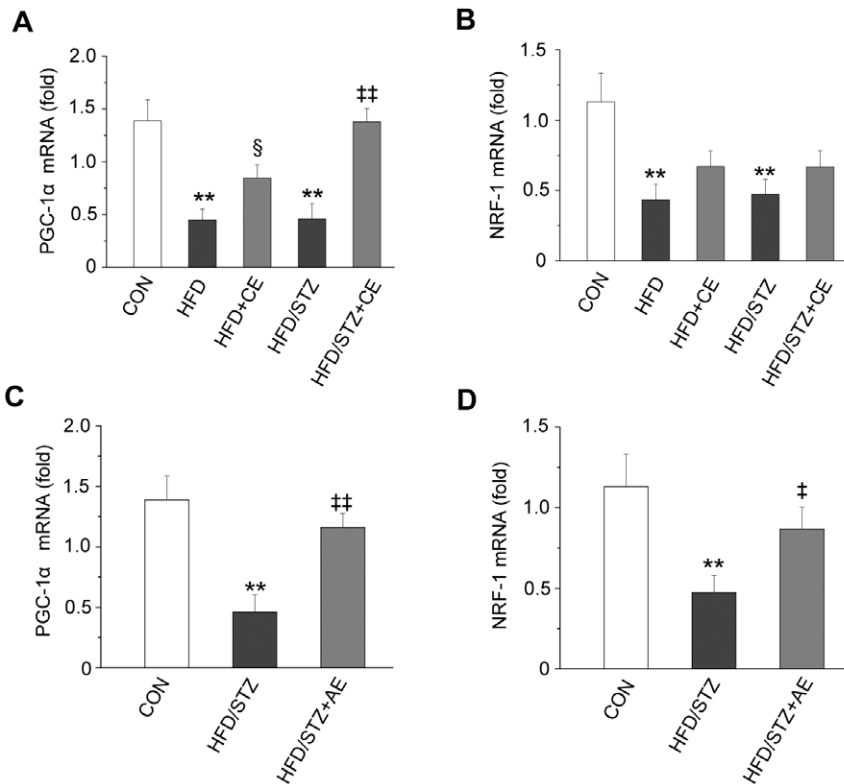 A
PGC-1α mRNA (fold)
2.0
1.5
1.0
0.5
0
**
§
**
‡‡
CON
HFD
HFD+CE
HFD/STZ
HFD/STZ+CE
B
NRF-1 mRNA (fold)
1.5
1.0
0.5
0
**
**
CON
HFD
HFD+CE
HFD/STZ
HFD/STZ+CE
C
PGC-1α mRNA (fold)
2.0
1.5
1.0
0.5
0
**
‡‡
CON
HFD/STZ
HFD/STZ+AE
D
NRF-1 mRNA (fold)
1.5
1.0
0.5
0
**
‡
CON
HFD/STZ
HFD/STZ+AE